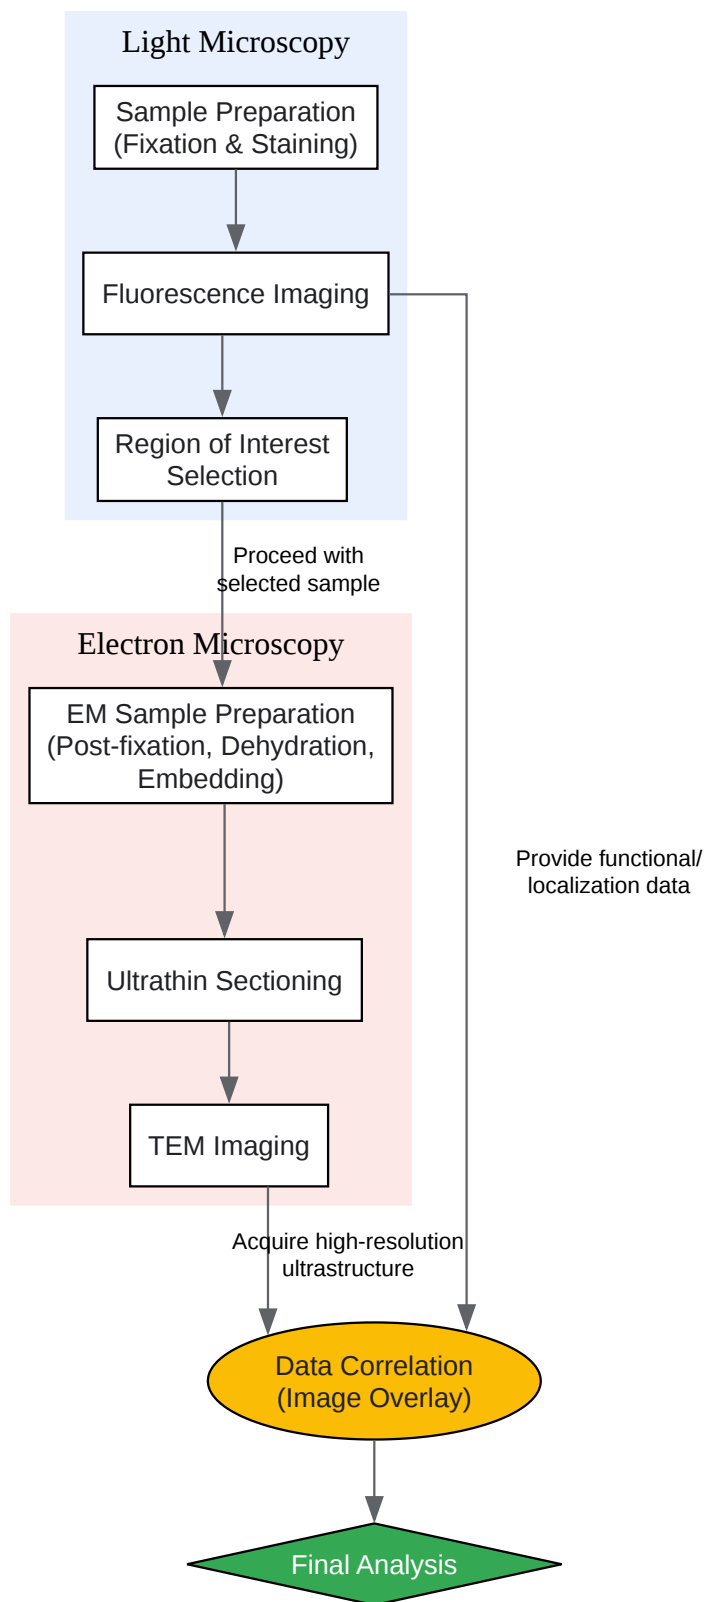 Light Microscopy
Sample Preparation
(Fixation & Staining)
Fluorescence Imaging
Region of Interest
Selection
Proceed with
selected sample
Electron Microscopy
EM Sample Preparation
(Post-fixation, Dehydration,
Embedding)
Provide functional/
localization data
Ultrathin Sectioning
TEM Imaging
Acquire high-resolution
ultrastructure
Data Correlation
(Image Overlay)
Final Analysis